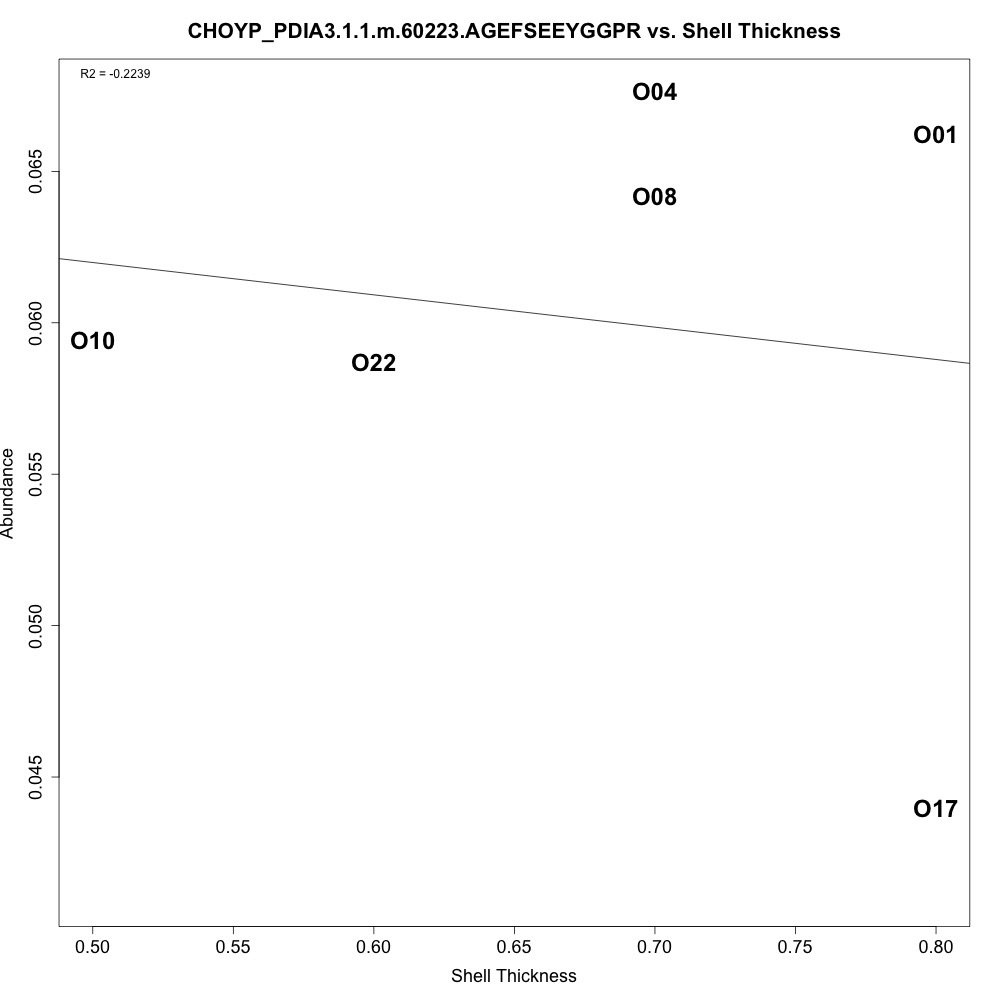 CHOYP_PDIA3.1.1.m.60223.AGEFSEEYGGPR vs. Shell Thickness
R2 = -0.2239
O04
O01
O08
O10
O22
O17
0.065
0.060
0.055
0.050
0.045
Abundance
0.50 0.55 0.60 0.65 0.70 0.75 0.80
Shell Thickness